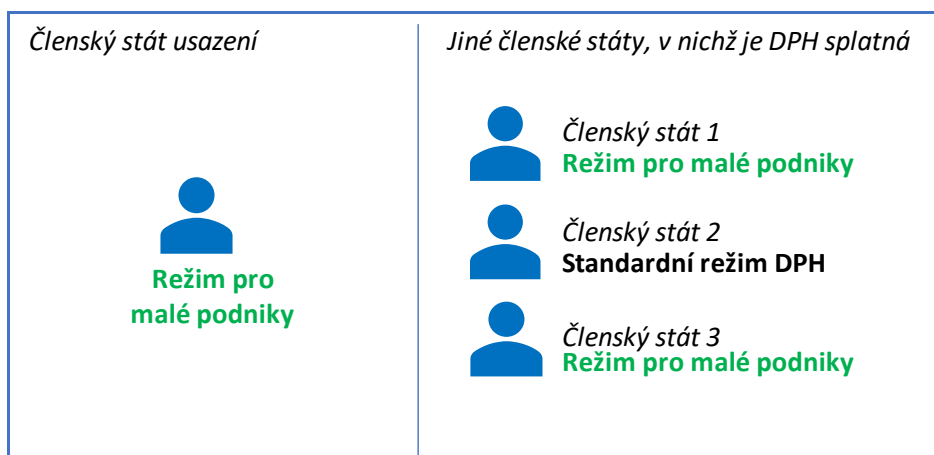 Členský stát usazení
Režim pro
malé podniky
Jiné členské státy, v nichž je DPH splatná
Členský stát 1
Režim pro malé podniky
Členský stát 2
Standardní režim DPH
Členský stát 3
Režim pro malé podniky